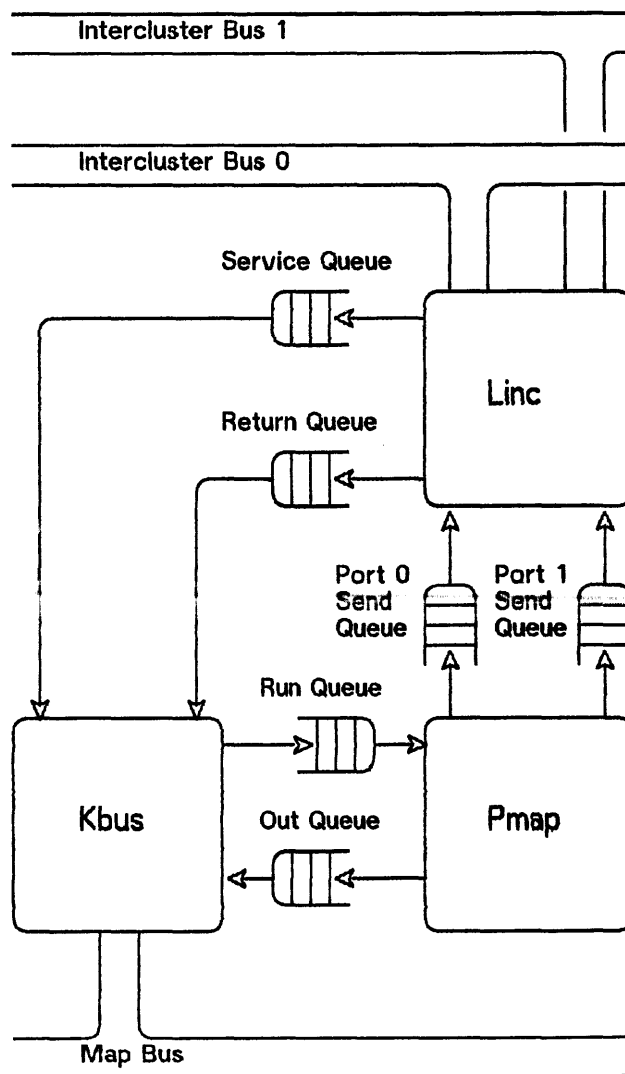 Intercluster Bus 1
Intercluster Bus 0
Service Queue
Linc
Return Queue
Port 0
Send
Queue
Port 1
Send
Queue
Run Queue
Kbus
Out Queue
Pmap
Map Bus